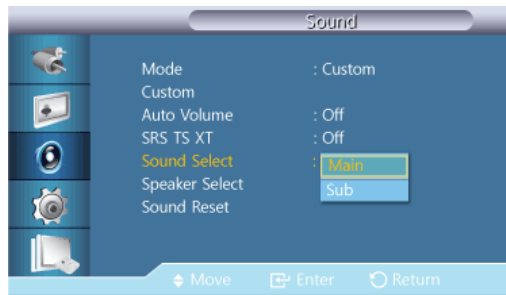 Sound
Mode : Custom
Custom
Auto Volume : Off
SRS TS XT : Off
Sound Select : Main
Sub
Speaker Select
Sound Reset
Move Enter Return